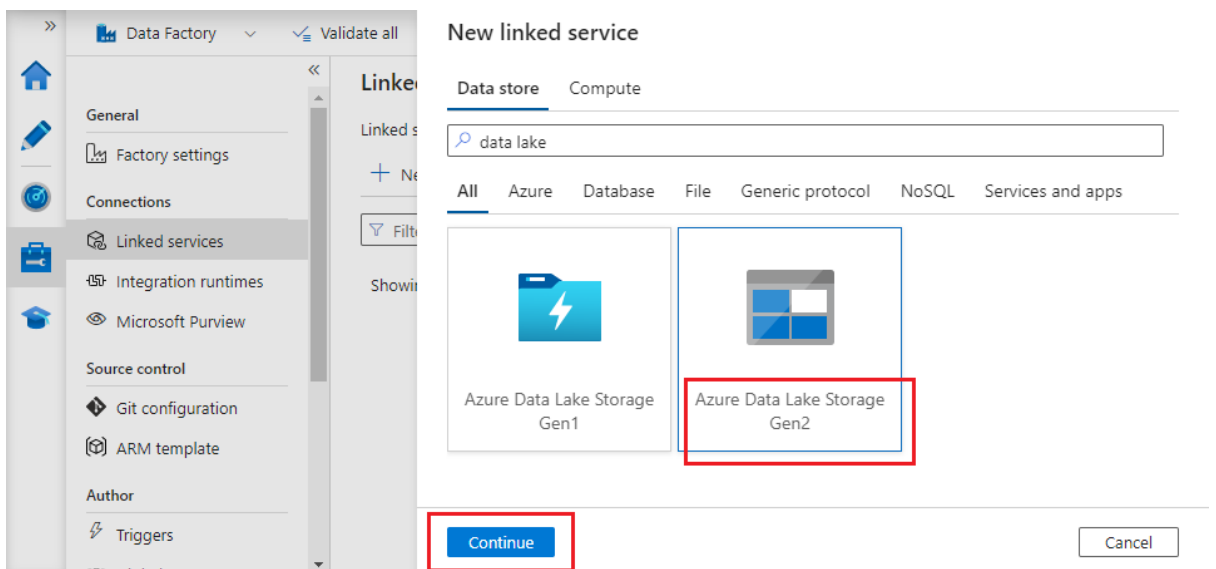 Data Factory
Validate all
General
Factory settings
Connections
Linked services
Integration runtimes
Microsoft Purview
Source control
Git configuration
ARM template
Author
Triggers
Linke
Linked s
Ne
Filt
Showi
New linked service
Data store Compute
data lake
All Azure Database File Generic protocol NoSQL Services and apps
Azure Data Lake Storage
Gen1
Azure Data Lake Storage
Gen2
Continue Cancel